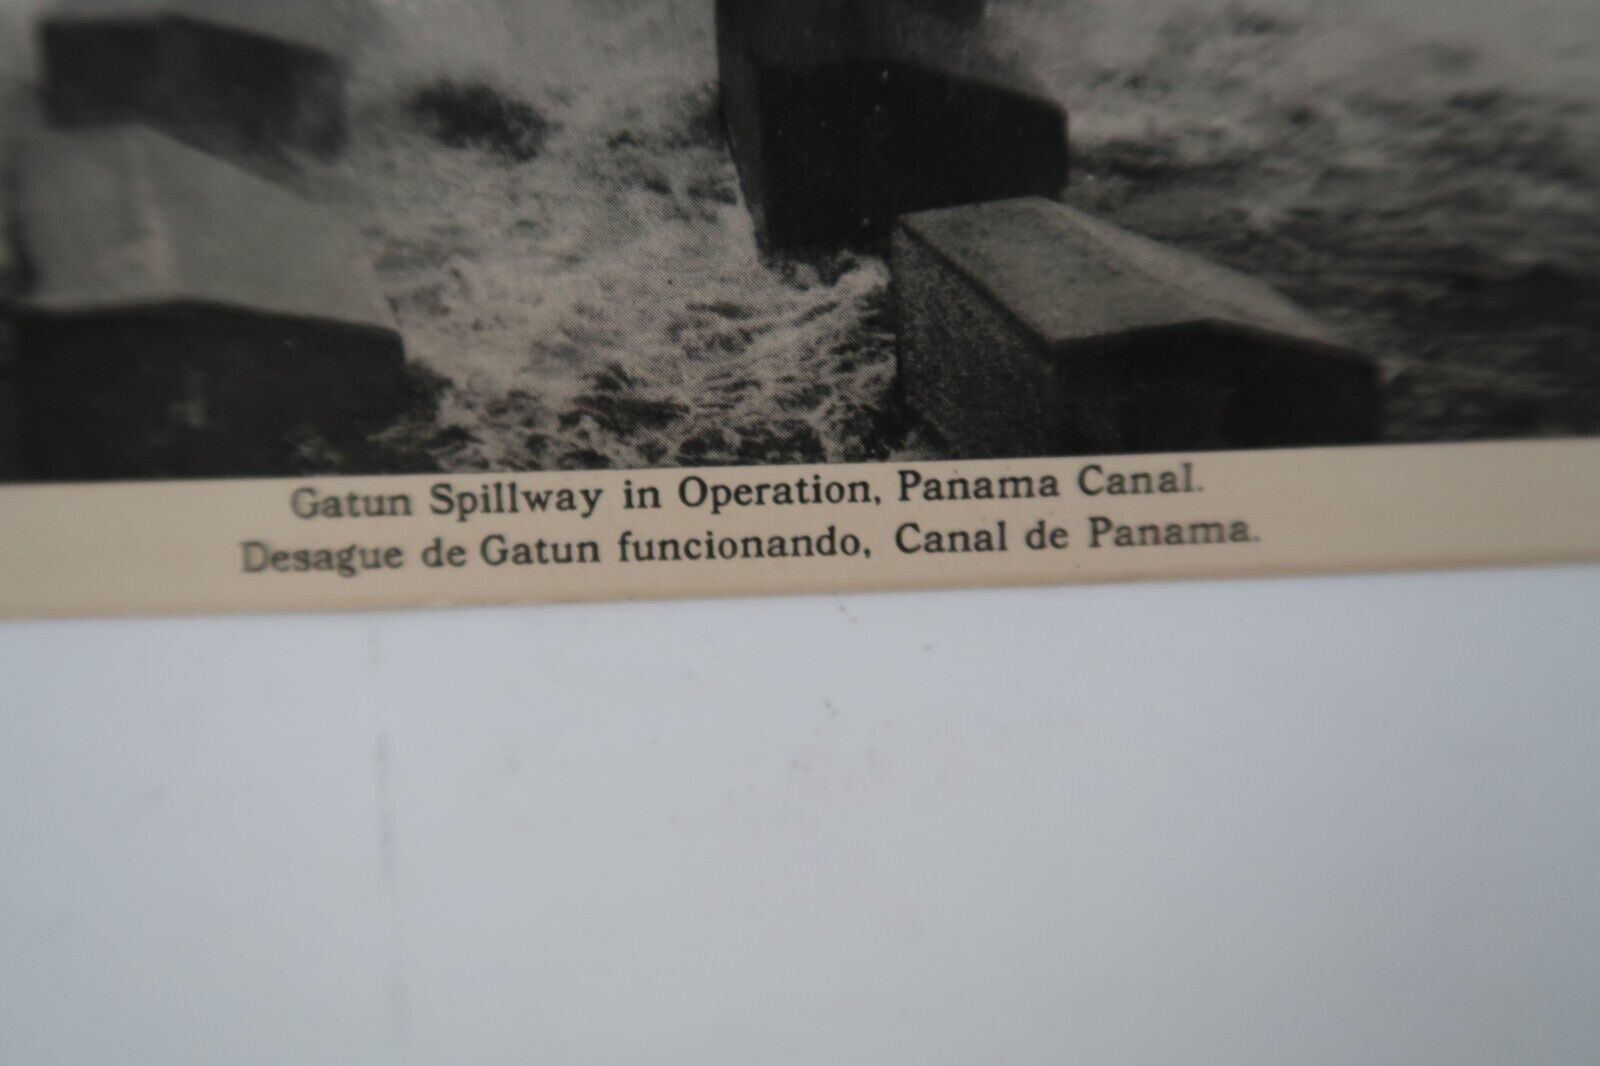 Gatun Spillway in Operation, Panama Canal.
Desague de Gatun funcionando, Canal de Panama.